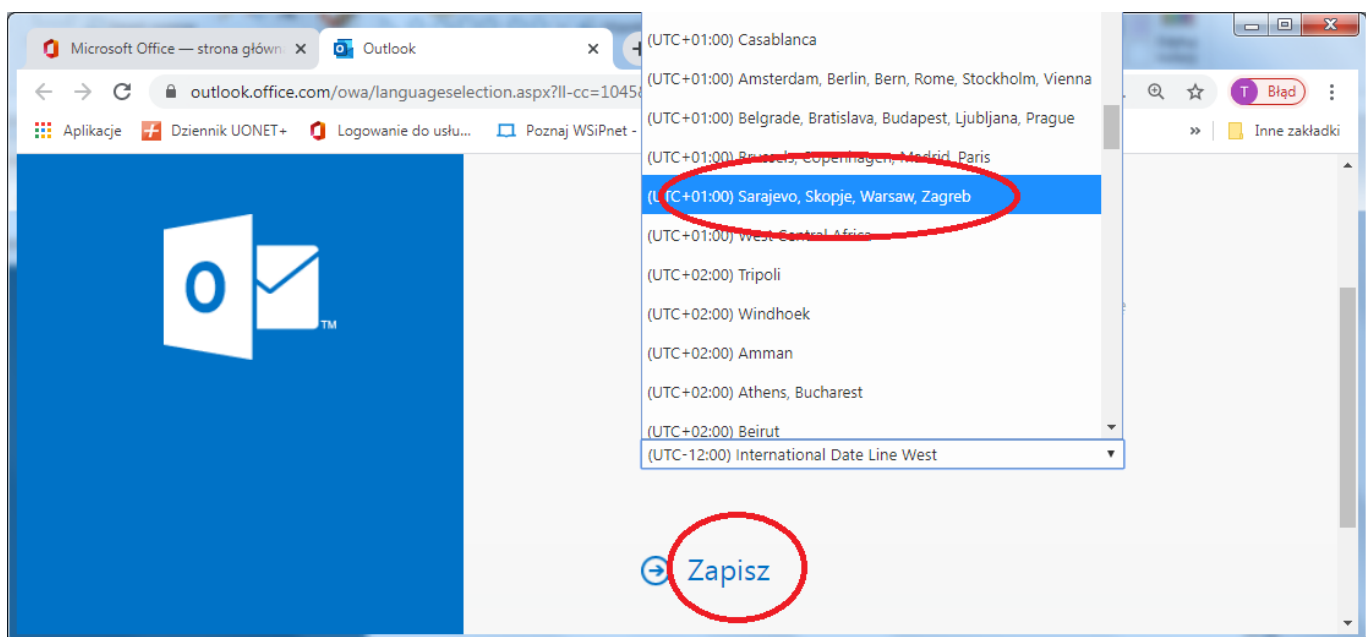 Microsoft Office — strona główn
Outlook
outlook.office.com/owa/languageselection.aspx?ll-cc=1045
Błąd
T
Aplikacje
Dziennik UONET+
Logowanie do usłu...
Poznaj WSiPnet -
»
Inne zakładki
(UTC+01:00) Casablanca
(UTC+01:00) Amsterdam, Berlin, Bern, Rome, Stockholm, Vienna
(UTC+01:00) Belgrade, Bratislava, Budapest, Ljubljana, Prague
(UTC+01:00) Brussels, Copenhagen, Madrid, Paris
(UTC+01:00) Sarajevo, Skopje, Warsaw, Zagreb
(UTC+01:00) West Central Africa
(UTC+02:00) Tripoli
(UTC+02:00) Windhoek
(UTC+02:00) Amman
(UTC+02:00) Athens, Bucharest
(UTC+02:00) Beirut
(UTC-12:00) International Date Line West
O
TM
Zapisz